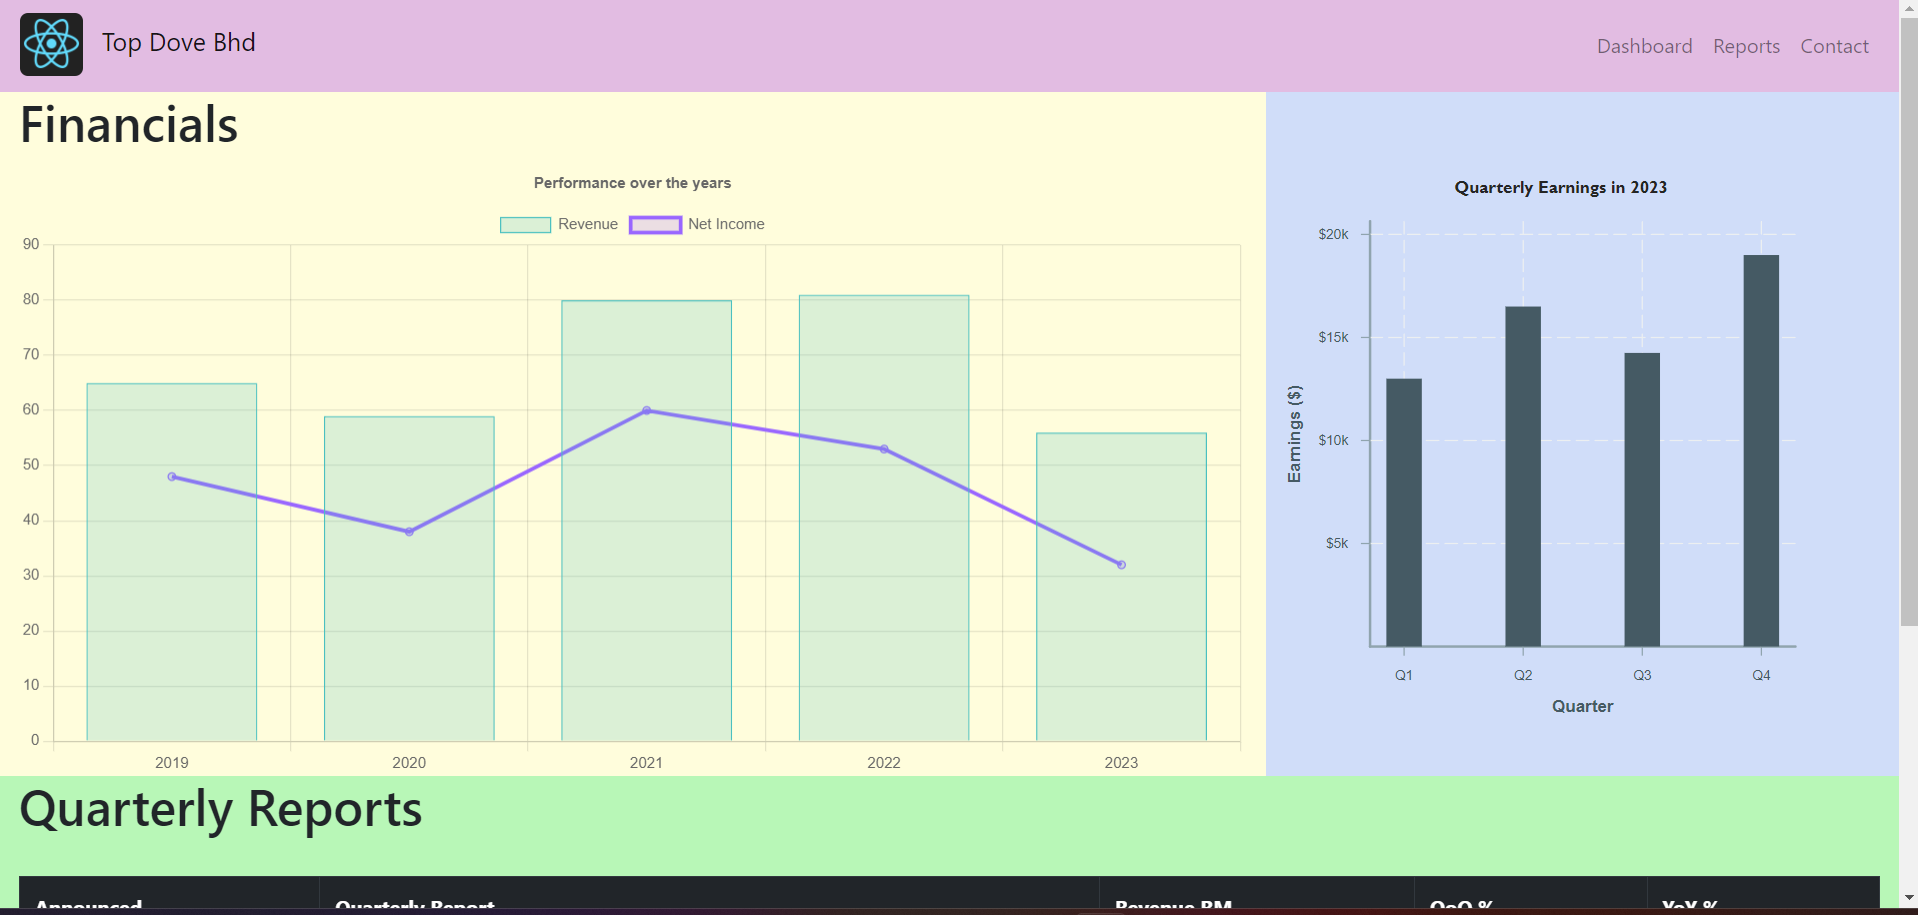 Top Dove Bhd
Dashboard Reports Contact
Financials
Performance over the years
Revenue Net Income
90
80
70
60
50
40
30
20
10
0
2019 2020 2021 2022 2023
Quarterly Earnings in 2023
Earnings ($)
$20k
$15k
$10k
$5k
Q1 Q2 Q3 Q4
Quarter
Quarterly Reports
Announced Quarterly Report Revenue RM QoQ % YoY %